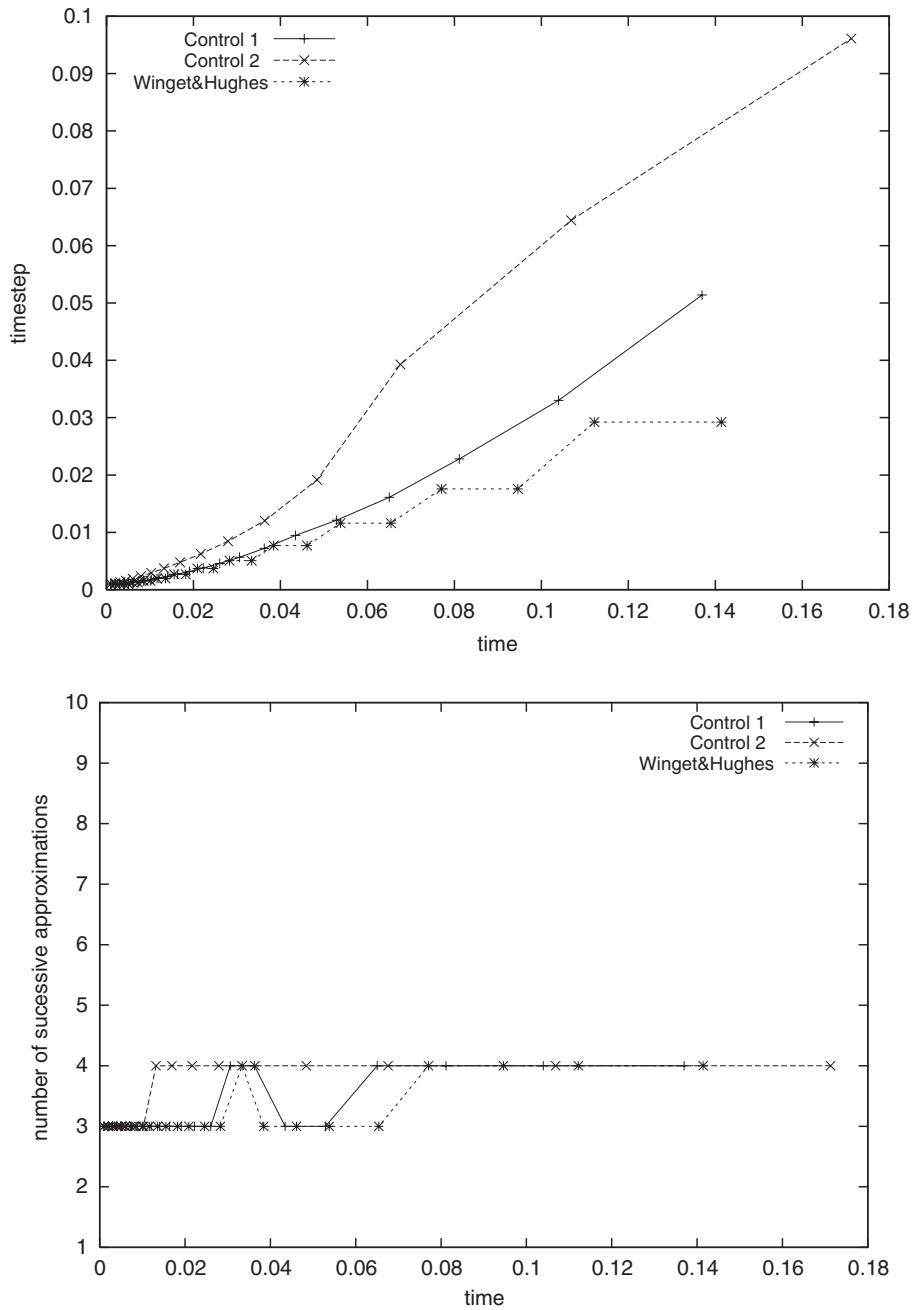 0.1
0.09
0.08
0.07
0.06
0.05
0.04
0.03
0.02
0.01
0
timestep
Control 1
Control 2
Winget&Hughes
0 0.02 0.04 0.06 0.08 0.1 0.12 0.14 0.16 0.18
time
10
9
8
7
6
5
4
3
2
1
number of sucessive approximations
Control 1
Control 2
Winget&Hughes
0 0.02 0.04 0.06 0.08 0.10 0.12 0.14 0.16 0.18
time